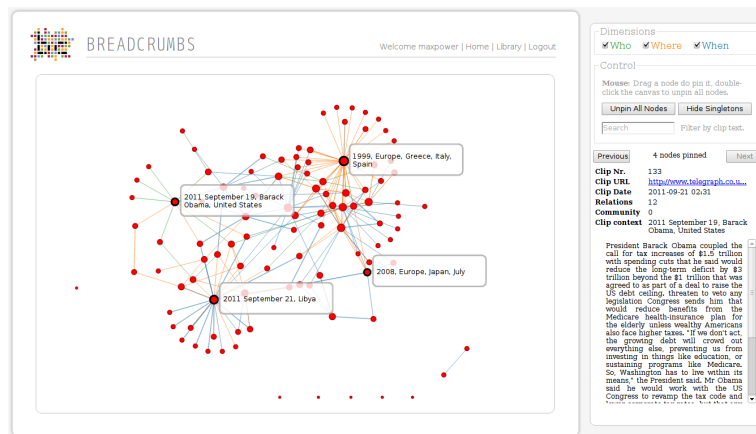 BREADCRUMBS
Welcome maxpower | Home | Library | Logout
1999, Europe, Greece, Italy,
Spain
2011 September 19, Barack
Obama, United States
2008, Europe, Japan, July
2011 September 21, Libya
Dimensions
Who Where When
Control
Mouse: Drag a node do pin it, double-
click the canvas to unpin all nodes.
Unpin All Nodes Hide Singletons
Search Filter by clip text.
Previous 4 nodes pinned Next
Clip Nr. 133
Clip URL http://www.telegraph.co.u...
Clip Date 2011-09-21 02:31
Relations 12
Community 0
Clip context 2011 September 19, Barack
Obama, United States
President Barack Obama coupled the
call for tax increases of $1.5 trillion
with spending cuts that he said would
reduce the long-term deficit by $3
trillion beyond the $1 trillion that was
agreed to as part of a deal to raise the
US debt ceiling. threaten to veto any
legislation Congress sends him that
would reduce benefits from the
Medicare health-insurance plan for
the elderly unless wealthy Americans
also face higher taxes. "If we don't act,
the growing debt will crowd out
everything else, preventing us from
investing in things like education, or
sustaining programs like Medicare.
So, Washington has to live within its
means," the President said. Mr Obama
said he would work with the US
Congress to revamp the tax code and